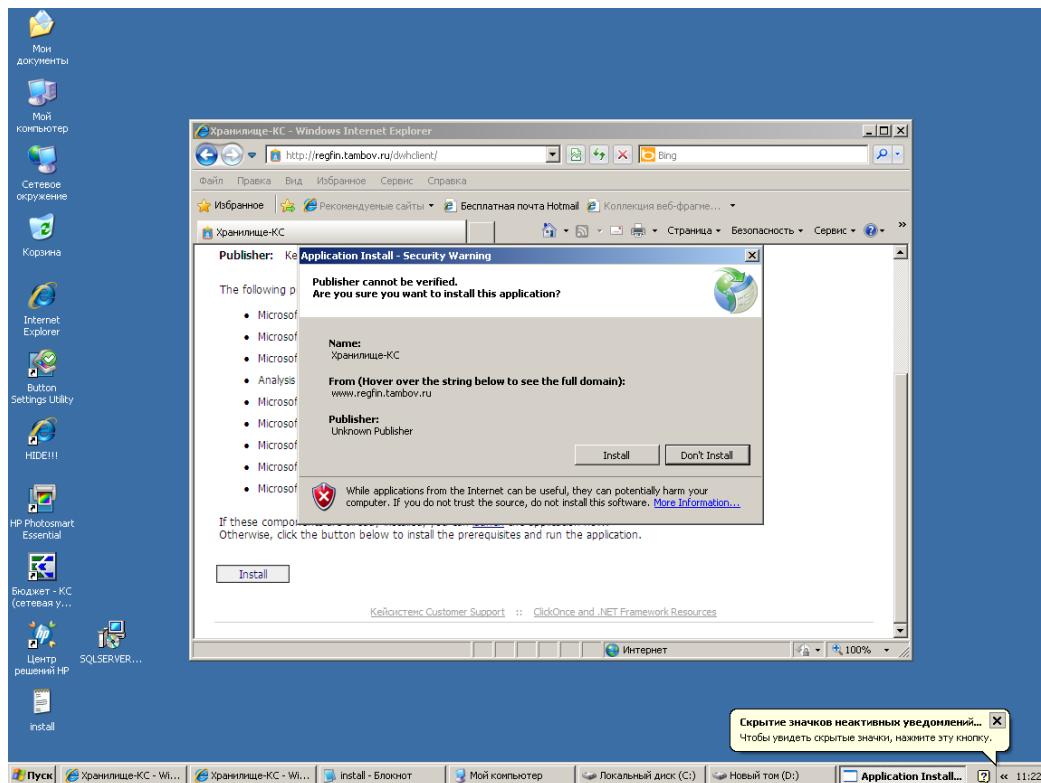 Мои
документы
Мой
компьютер
Сетевое
окружение
Корзина
Internet
Explorer
Button
Settings Utility
HIDE!!!
HP Photosmart
Essential
Бюджет - КС
(сетевая у...
Центр
решений HP
SQLSERVER...
install
Хранилище-КС - Windows Internet Explorer
http://regfin.tambov.ru/dwhclient/
Bing
Файл Правка Вид Избранное Сервис Справка
Избранное Рекомендуемые сайты Бесплатная почта Hotmail Коллекция веб-фрагме...
Хранилище-КС
Страница Безопасность Сервис
Publisher: Ке
The following p
Microsof
Microsof
Microsof
Analysis
Microsof
Microsof
Microsof
Microsof
Microsof
Application Install - Security Warning
Publisher cannot be verified.
Are you sure you want to install this application?
Name:
Хранилище-КС
From (Hover over the string below to see the full domain):
www.regfin.tambov.ru
Publisher:
Unknown Publisher
Install Don't Install
While applications from the Internet can be useful, they can potentially harm your
computer. If you do not trust the source, do not install this software. More Information...
If these compo
Otherwise, click the button below to install the prerequisites and run the application.
Install
Кейсистемс Customer Support :: ClickOnce and .NET Framework Resources
Интернет 100%
Скрытие значков неактивных уведомлений...
Чтобы увидеть скрытые значки, нажмите эту кнопку.
Пуск Хранилище-КС - Wi... Хранилище-КС - Wi... install - Блокнот Мой компьютер Локальный диск (C:) Новый том (D:) Application Install... 11:22